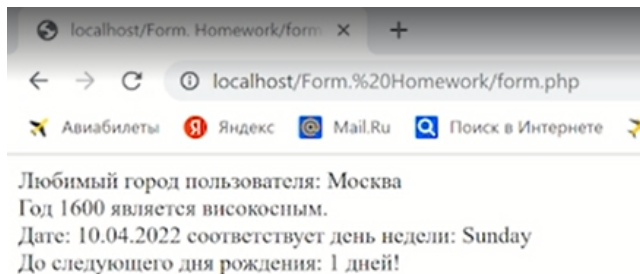 localhost/Form. Homework/form
localhost/Form.%20Homework/form.php
Авиабилеты Яндекс Mail.Ru Поиск в Интернете
Любимый город пользователя: Москва
Год 1600 является високосным.
Дате: 10.04.2022 соответствует день недели: Sunday
До следующего дня рождения: 1 дней!